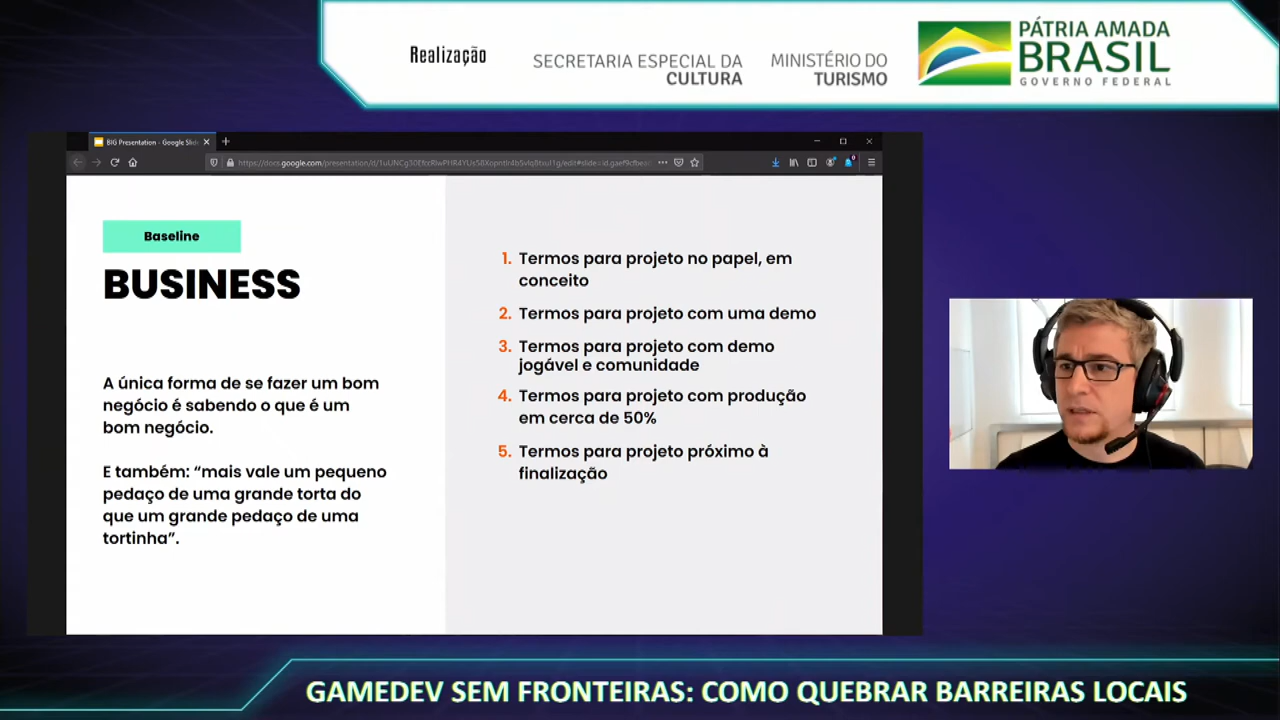 Realização
SECRETARIA ESPECIAL DA
CULTURA
MINISTÉRIO DO
TURISMO
PÁTRIA AMADA
BRASIL
GOVERNO FEDERAL
BIG Presentation - Google Slid
Baseline
BUSINESS
A única forma de se fazer um bom
negócio é sabendo o que é um
bom negócio.
E também: “mais vale um pequeno
pedaço de uma grande torta do
que um grande pedaço de uma
tortinha”.
1. Termos para projeto no papel, em
conceito
2. Termos para projeto com uma demo
3. Termos para projeto com demo
jogável e comunidade
4. Termos para projeto com produção
em cerca de 50%
5. Termos para projeto próximo à
finalização
GAMEDEV SEM FRONTEIRAS: COMO QUEBRAR BARREIRAS LOCAIS